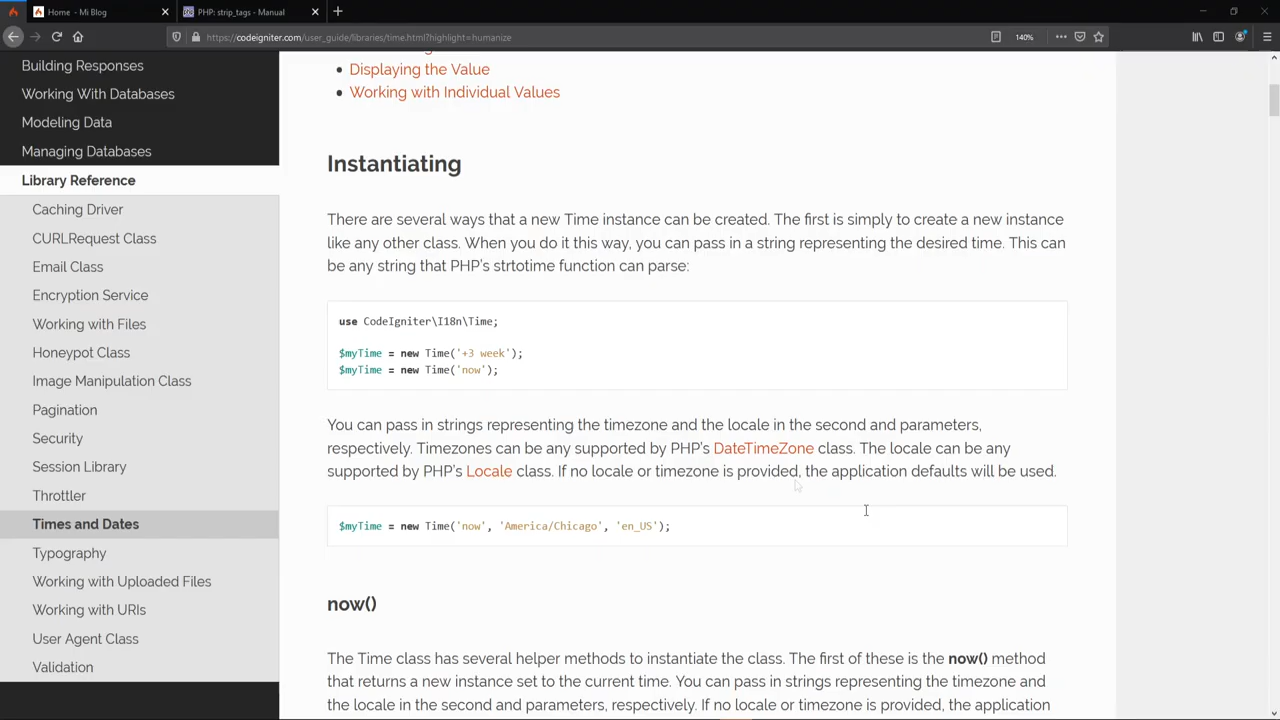 Home - Mi Blog
PHP: strip_tags - Manual
https://codeigniter.com/user_guide/libraries/time.html?highlight=humanize
140%
Building Responses
Working With Databases
Modeling Data
Managing Databases
Library Reference
Caching Driver
CURLRequest Class
Email Class
Encryption Service
Working with Files
Honeypot Class
Image Manipulation Class
Pagination
Security
Session Library
Throttler
Times and Dates
Typography
Working with Uploaded Files
Working with URIs
User Agent Class
Validation
Displaying the Value
Working with Individual Values
Instantiating
There are several ways that a new Time instance can be created. The first is simply to create a new instance
like any other class. When you do it this way, you can pass in a string representing the desired time. This can
be any string that PHP’s strtotime function can parse:
use CodeIgniter\I18n\Time;
$myTime = new Time('+3 week');
$myTime = new Time('now');
You can pass in strings representing the timezone and the locale in the second and parameters,
respectively. Timezones can be any supported by PHP’s DateTimeZone class. The locale can be any
supported by PHP’s Locale class. If no locale or timezone is provided, the application defaults will be used.
$myTime = new Time('now', 'America/Chicago', 'en_US');
now()
The Time class has several helper methods to instantiate the class. The first of these is the now() method
that returns a new instance set to the current time. You can pass in strings representing the timezone and
the locale in the second and parameters, respectively. If no locale or timezone is provided, the application